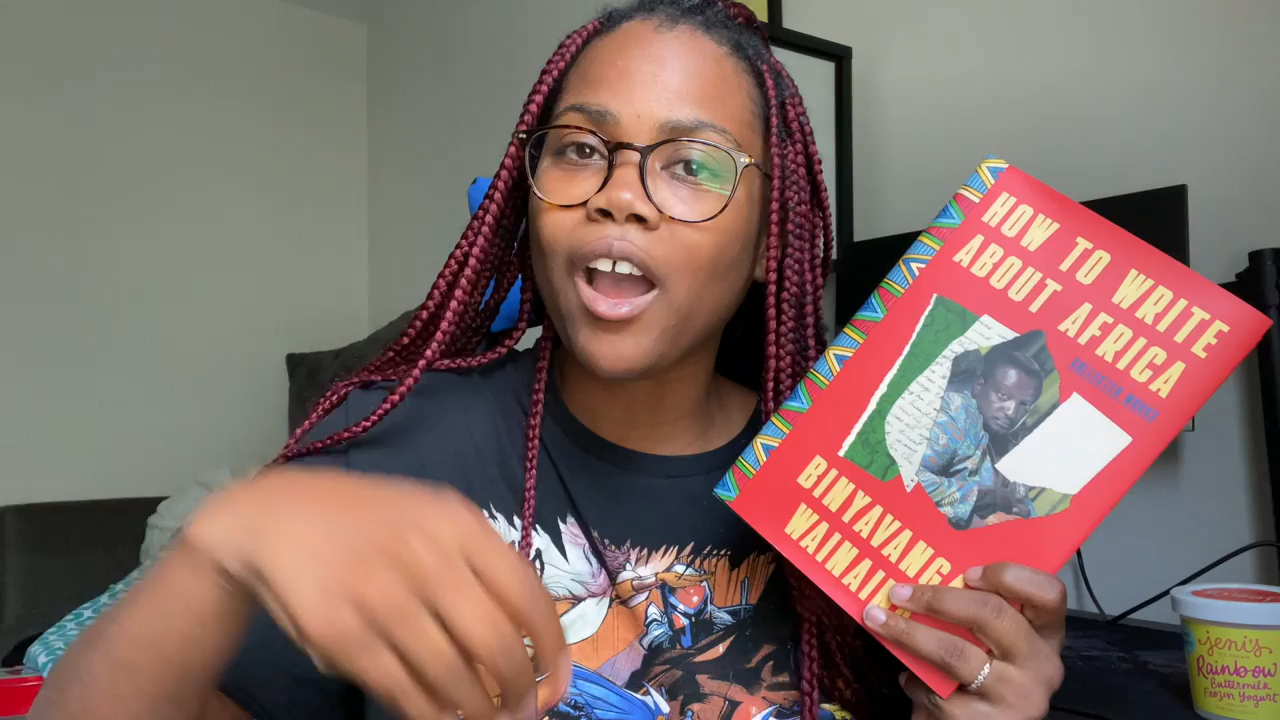 HOW TO WRITE
ABOUT AFRICA
COLLECTED WORKS
BINYAVANGA
jeni's
Rainbow
Buttermilk
Frozen Yogurt